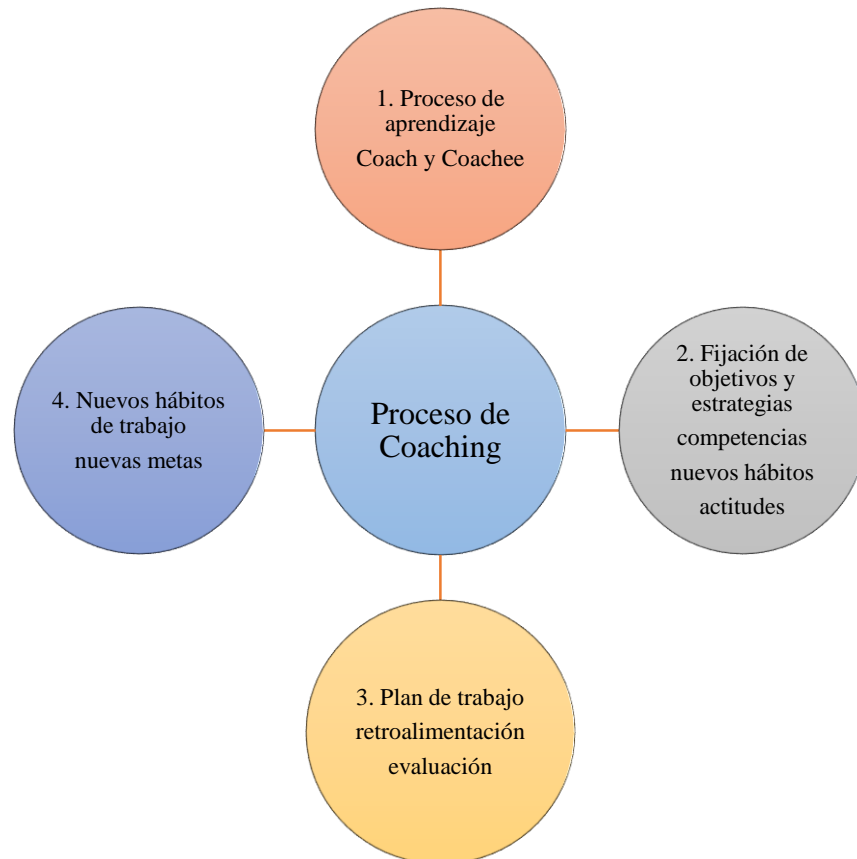 1. Proceso de
aprendizaje
Coach y Coachee
2. Fijación de
objetivos y
estrategias
competencias
nuevos hábitos
actitudes
4. Nuevos hábitos
de trabajo
nuevas metas
Proceso de
Coaching
3. Plan de trabajo
retroalimentación
evaluación